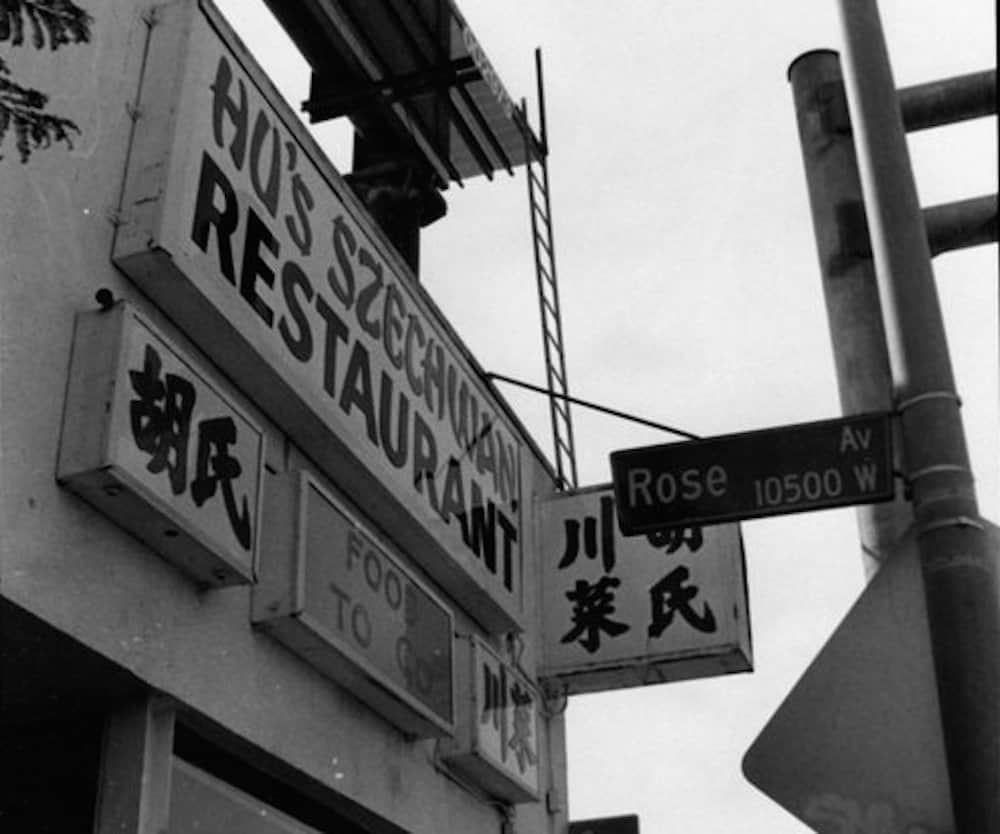 HU's SZECHWAN
RESTAURANT
胡氏
FOOD
TO GO
川菜
川菜
胡氏
Rose Av
10500 W